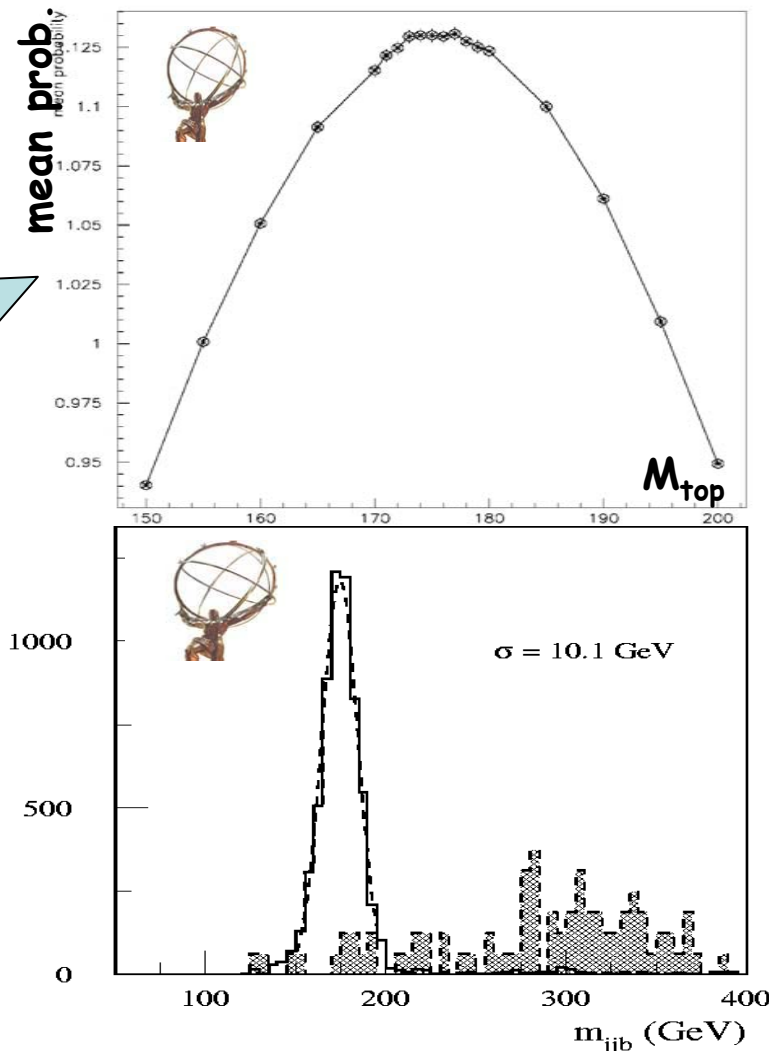 mean prob.
mean probability
1.125
1.1
1.075
1.05
1.025
1
0.975
0.95
M_top
150 160 170 180 190 200
1000
σ = 10.1 GeV
500
0
100 200 300 400
m_jjb (GeV)